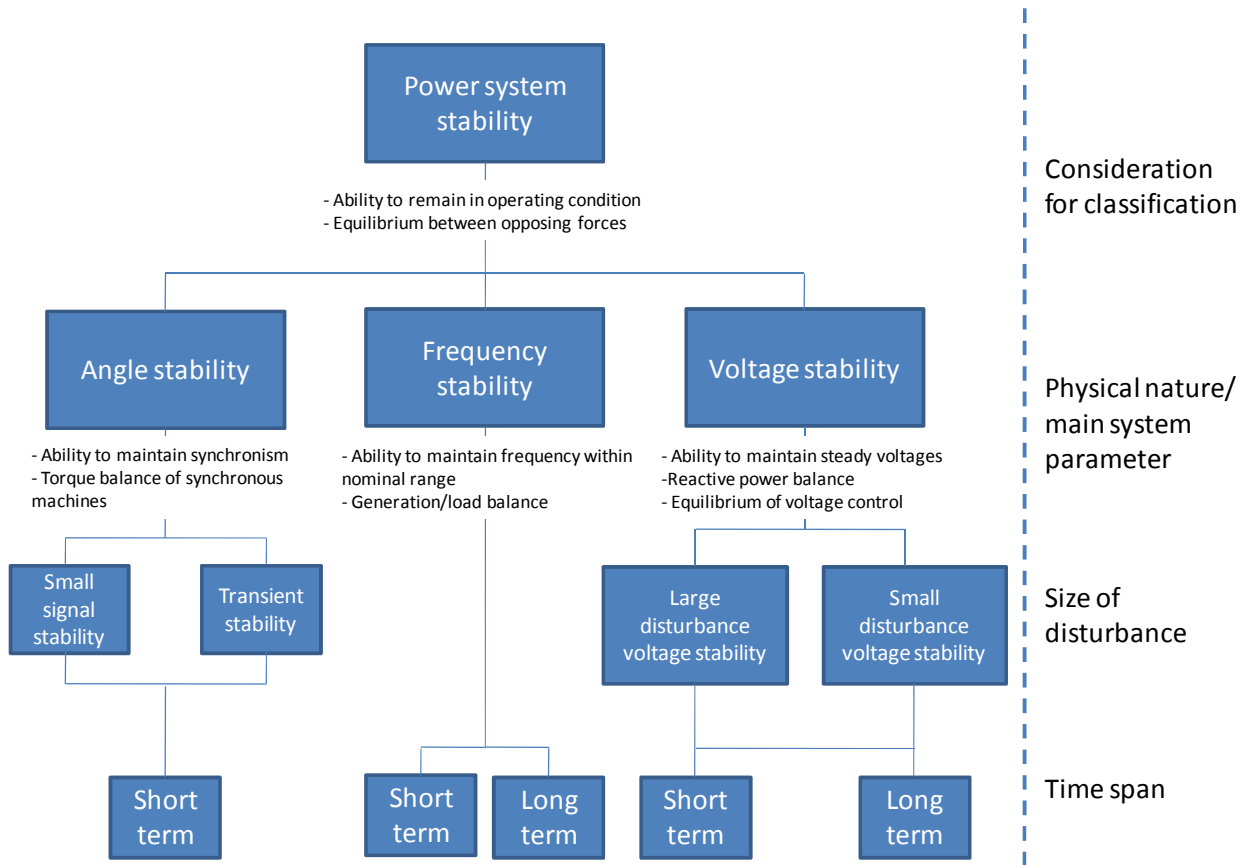 Power system
stability
Consideration
for classification
- Ability to remain in operating condition
- Equilibrium between opposing forces
Angle stability
Frequency
stability
Voltage stability
Physical nature/
main system
parameter
- Ability to maintain synchronism
- Torque balance of synchronous
machines
- Ability to maintain frequency within
nominal range
- Generation/load balance
- Ability to maintain steady voltages
-Reactive power balance
- Equilibrium of voltage control
Small
signal
stability
Transient
stability
Large
disturbance
voltage stability
Small
disturbance
voltage stability
Size of
disturbance
Short
term
Short
term
Long
term
Short
term
Long
term
Time span